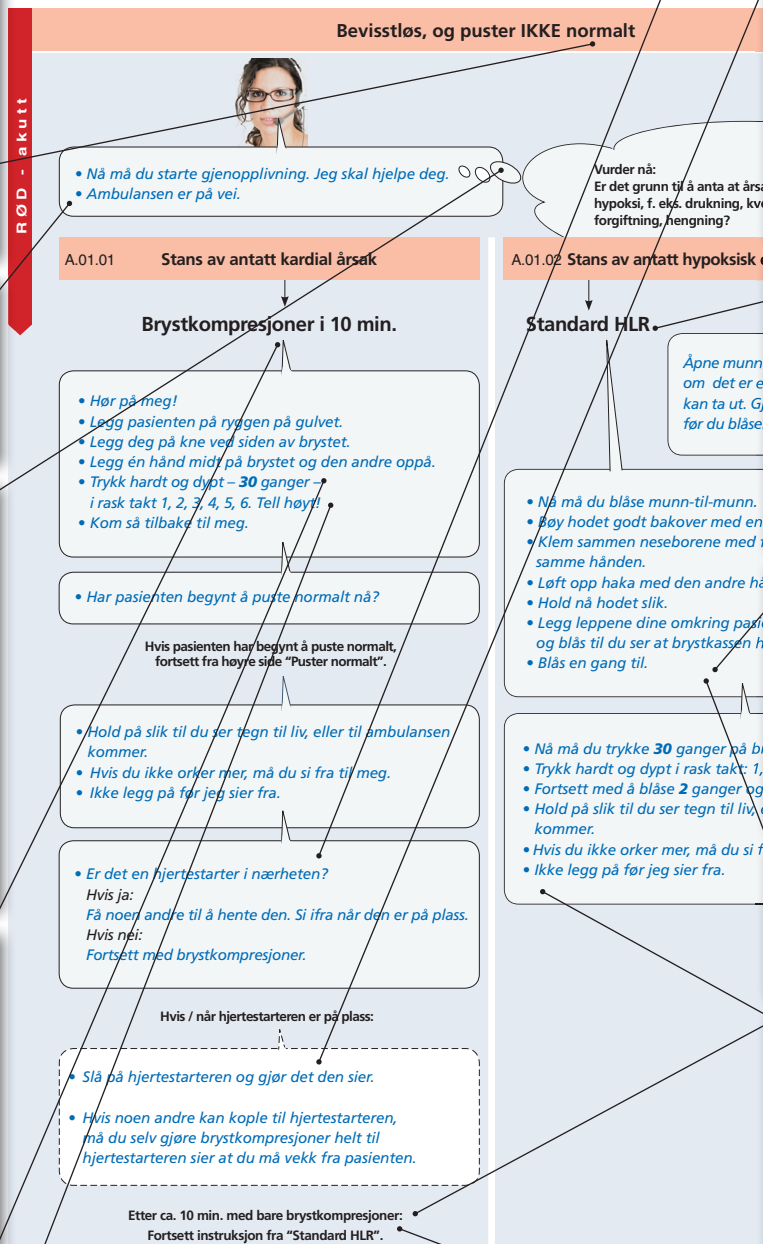 Bevisstløs, og puster IKKE normalt
RØD - akutt
• Nå må du starte gjenopplivning. Jeg skal hjelpe deg.
• Ambulansen er på vei.
Vurder nå:
Er det grunn til å anta at
hypoksi, f. eks. drukning,
forgiftning, hengning?
A.01.01 Stans av antatt kardial årsak
Brystkompresjoner i 10 min.
• Hør på meg!
• Legg pasienten på ryggen på gulvet.
• Legg deg på kne ved siden av brystet.
• Legg én hånd midt på brystet og den andre oppå.
• Trykk hardt og dypt – 30 ganger –
i rask takt 1, 2, 3, 4, 5, 6. Tell høyt!
• Kom så tilbake til meg.
• Har pasienten begynt å puste normalt nå?
Hvis pasienten har begynt å puste normalt,
fortsett fra høyre side “Puster normalt”.
• Hold på slik til du ser tegn til liv, eller til ambulansen
kommer.
• Hvis du ikke orker mer, må du si fra til meg.
• Ikke legg på før jeg sier fra.
• Er det en hjertestarter i nærheten?
Hvis ja:
Få noen andre til å hente den. Si ifra når den er på plass.
Hvis nei:
Fortsett med brystkompresjoner.
Hvis / når hjertestarteren er på plass:
• Slå på hjertestarteren og gjør det den sier.
• Hvis noen andre kan kople til hjertestarteren,
må du selv gjøre brystkompresjoner helt til
hjertestarteren sier at du må vekk fra pasienten.
Etter ca. 10 min. med bare brystkompresjoner:
Fortsett instruksjon fra “Standard HLR”.
A.01.02 Stans av antatt hypoksisk
Standard HLR
Åpne
om det er
kan ta ut.
før du
• Nå må du blåse munn-til-munn.
• Bøy hodet godt bakover med en
• Klem sammen neseborene med
samme hånden.
• Løft opp haka med den andre
• Hold nå hodet slik.
• Legg leppene dine omkring
og blås til du ser at brystkassen
• Blås en gang til.
• Nå må du trykke 30 ganger på
• Trykk hardt og dypt i rask takt: 1,
• Fortsett med å blåse 2 ganger og
• Hold på slik til du ser tegn til liv,
kommer.
• Hvis du ikke orker mer, må du si
• Ikke legg på før jeg sier fra.